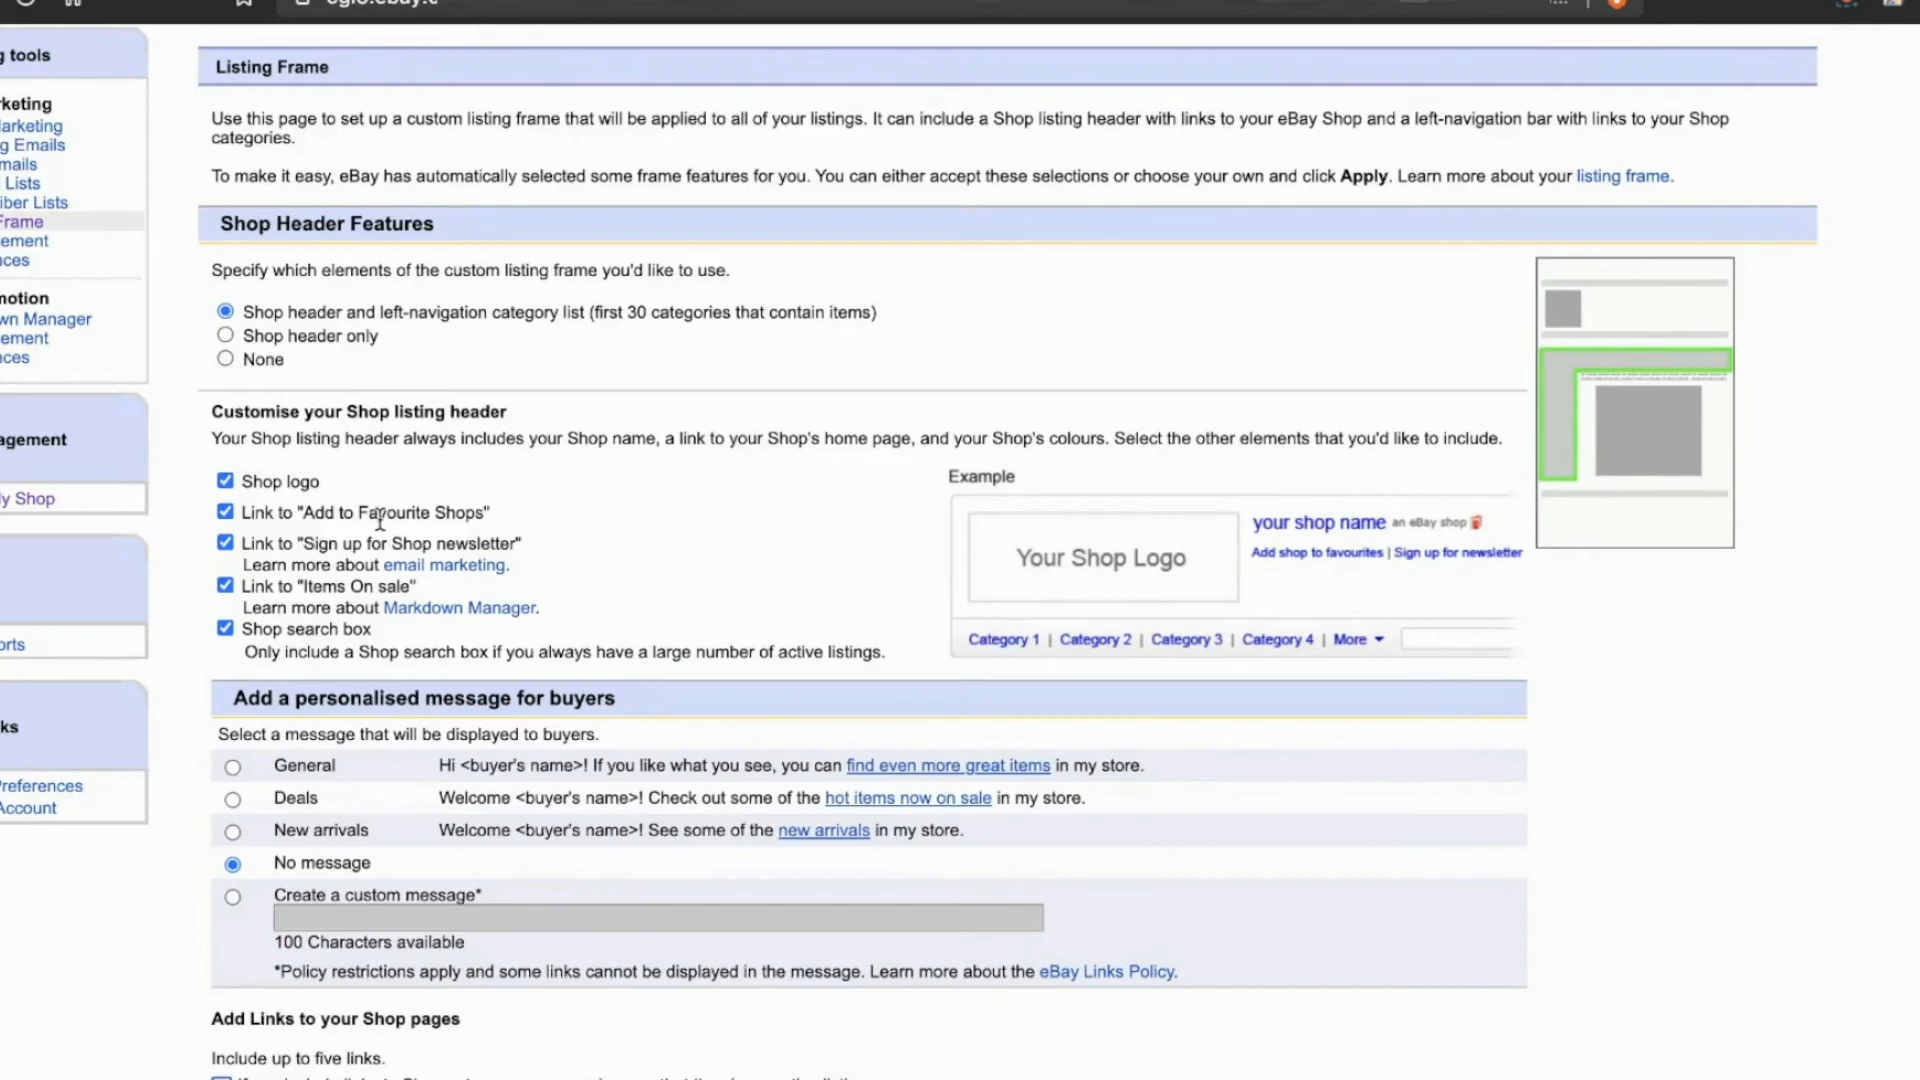 g tools
rketing
larketing
g Emails
mails
Lists
iber Lists
Frame
ement
nces
motion
wn Manager
ement
nces
agement
ly Shop
orts
ks
Preferences
Account
Listing Frame
Use this page to set up a custom listing frame that will be applied to all of your listings. It can include a Shop listing header with links to your eBay Shop and a left-navigation bar with links to your Shop
categories.
To make it easy, eBay has automatically selected some frame features for you. You can either accept these selections or choose your own and click Apply. Learn more about your listing frame.
Shop Header Features
Specify which elements of the custom listing frame you'd like to use.
Shop header and left-navigation category list (first 30 categories that contain items)
Shop header only
None
Customise your Shop listing header
Your Shop listing header always includes your Shop name, a link to your Shop's home page, and your Shop's colours. Select the other elements that you'd like to include.
Shop logo
Link to "Add to Favourite Shops"
Link to "Sign up for Shop newsletter"
Learn more about email marketing.
Link to "Items On sale"
Learn more about Markdown Manager.
Shop search box
Only include a Shop search box if you always have a large number of active listings.
Example
Your Shop Logo
your shop name an eBay shop
Add shop to favourites | Sign up for newsletter
Category 1 | Category 2 | Category 3 | Category 4 | More
Add a personalised message for buyers
Select a message that will be displayed to buyers.
General Hi <buyer's name>! If you like what you see, you can find even more great items in my store.
Deals Welcome <buyer's name>! Check out some of the hot items now on sale in my store.
New arrivals Welcome <buyer's name>! See some of the new arrivals in my store.
No message
Create a custom message*
100 Characters available
*Policy restrictions apply and some links cannot be displayed in the message. Learn more about the eBay Links Policy.
Add Links to your Shop pages
Include up to five links.